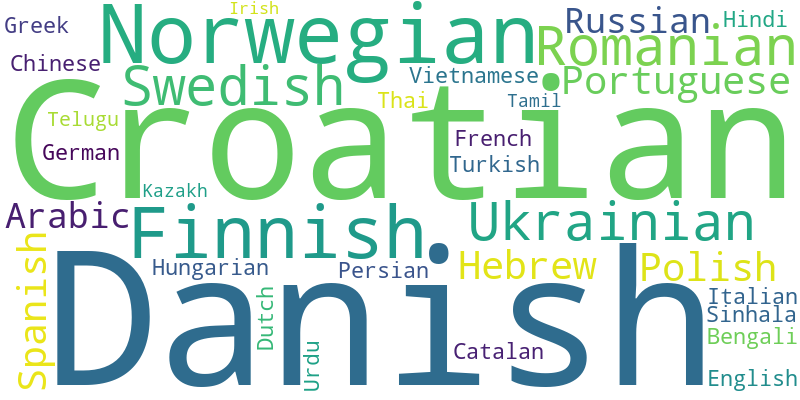 Irish
Greek
Norwegian
Russian
Hindi
Romanian
Chinese
Swedish
Vietnamese
Portuguese
Croatian
Thai
Tamil
Telugu
French
German
Turkish
Kazakh
Arabic
Finnish
Ukrainian
Spanish
Hungarian
Persian
Hebrew
Polish
Danish
Dutch
Urdu
Italian
Sinhala
Bengali
Catalan
English